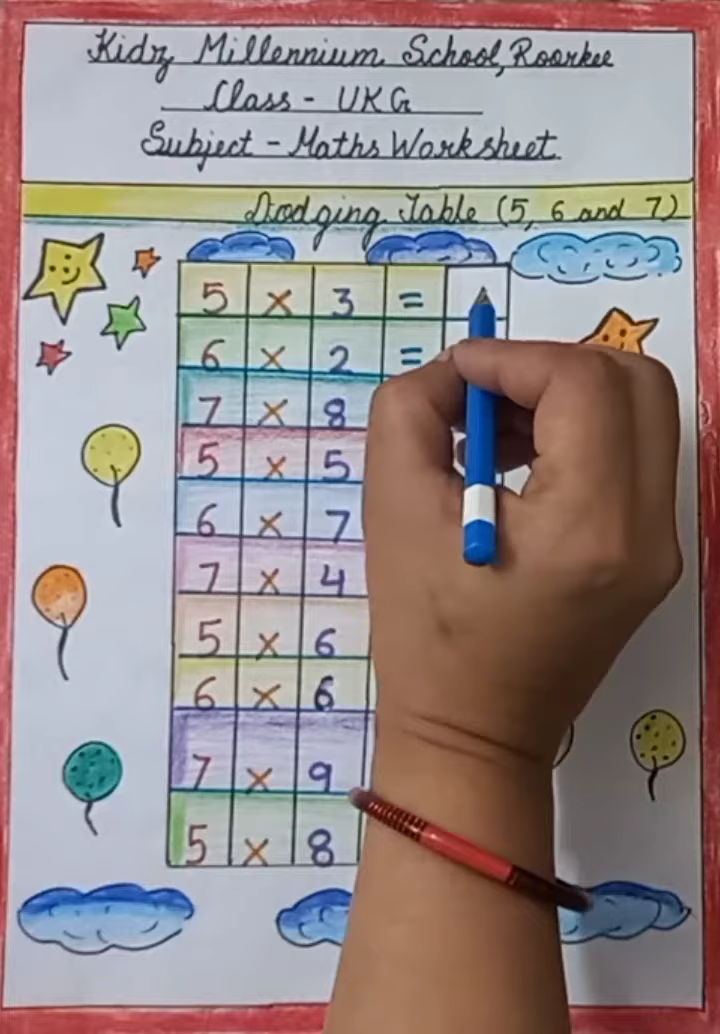 Kidz Millennium School, Roorkee
Class - UKG
Subject - Maths Worksheet
Dodging Table (5, 6 and 7)
5 × 3 =
6 × 2 =
7 × 8
5 × 5
6 × 7
7 × 4
5 × 6
6 × 6
7 × 9
5 × 8